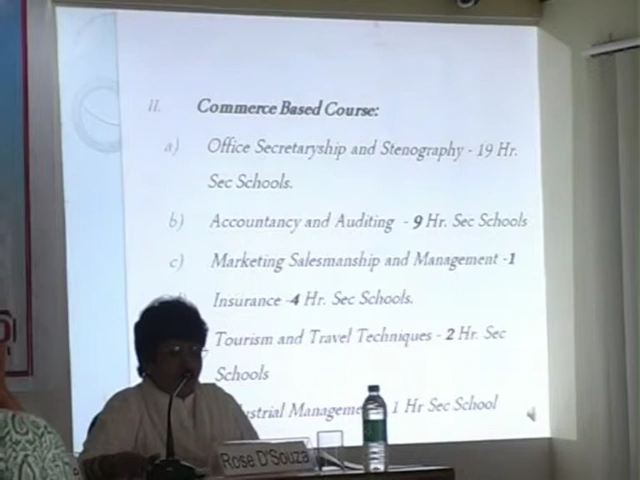 II. Commerce Based Course:
a) Office Secretaryship and Stenography - 19 Hr.
Sec Schools.
b) Accountancy and Auditing - 9 Hr. Sec Schools
c) Marketing Salesmanship and Management -1
Insurance -4 Hr. Sec Schools.
Tourism and Travel Techniques - 2 Hr. Sec
Schools
1 Hr Sec School
Rose D'Souza